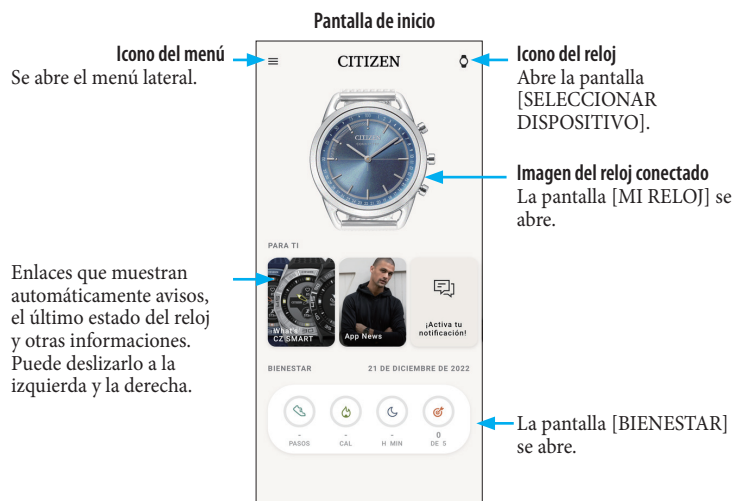 Pantalla de inicio
Icono del menú
Se abre el menú lateral.
CITIZEN
Icono del reloj
Abre la pantalla
[SELECCIONAR
DISPOSITIVO].
CITIZEN
Imagen del reloj conectado
La pantalla [MI RELOJ] se
abre.
PARA TI
Enlaces que muestran
automáticamente avisos,
el último estado del reloj
y otras informaciones.
Puede deslizarlo a la
izquierda y la derecha.
What's
CZ SMART
App News
¡Activa tu
notificación!
BIENESTAR
21 DE DICIEMBRE DE 2022
- - - 0
PASOS CAL H MIN DE 5
La pantalla [BIENESTAR]
se abre.